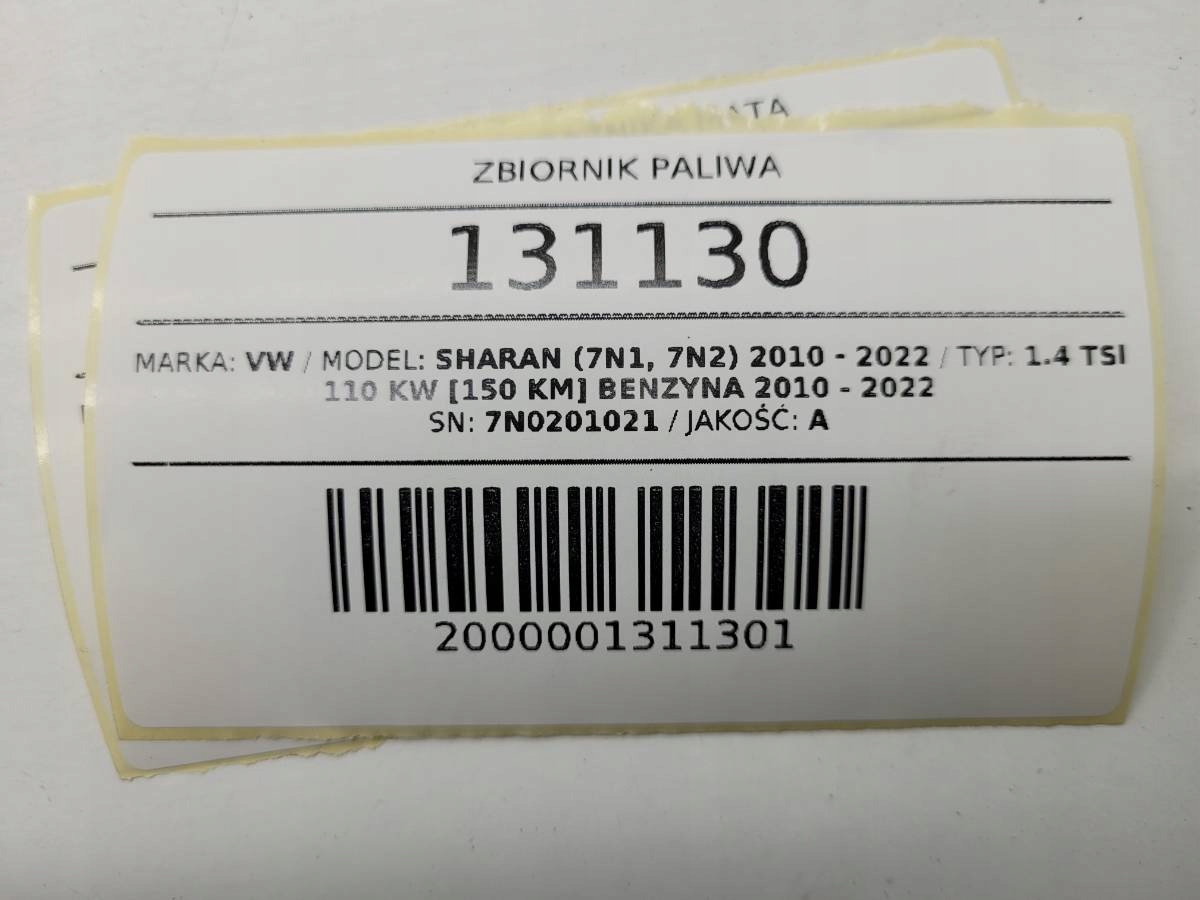 ZBIORNIK PALIWA
131130
MARKA: VW / MODEL: SHARAN (7N1, 7N2) 2010 - 2022 / TYP: 1.4 TSI
110 KW [150 KM] BENZYNA 2010 - 2022
SN: 7N0201021 / JAKOŚĆ: A
2000001311301